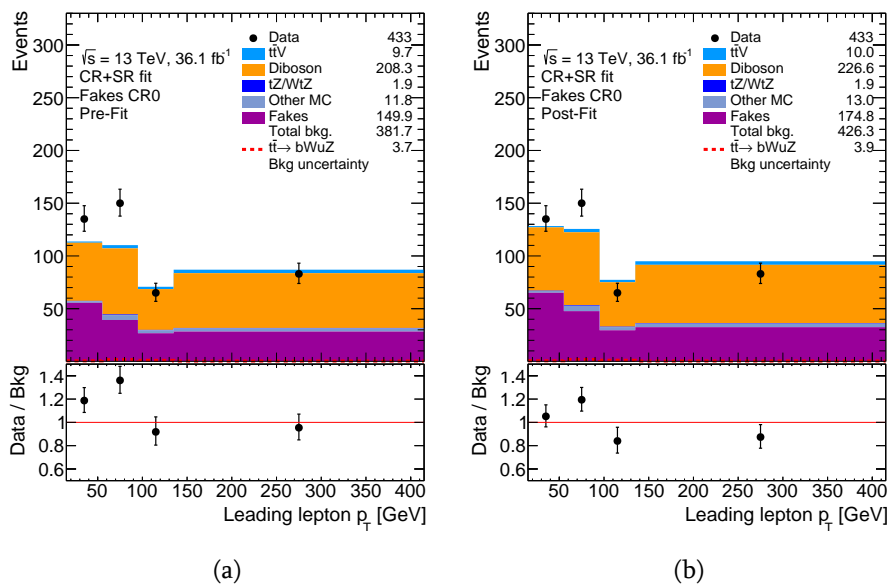 Events
300
250
200
150
100
50
√s = 13 TeV, 36.1 fb⁻¹
CR+SR fit
Fakes CR0
Pre-Fit
Data 433
tt̄V 9.7
Diboson 208.3
tZ/WtZ 1.9
Other MC 11.8
Fakes 149.9
Total bkg. 381.7
tt̄→ bWuZ 3.7
Bkg uncertainty
Data / Bkg
1.4
1.2
1
0.8
0.6
50 100 150 200 250 300 350 400
Leading lepton p_T [GeV]
(a)
Events
300
250
200
150
100
50
√s = 13 TeV, 36.1 fb⁻¹
CR+SR fit
Fakes CR0
Post-Fit
Data 433
tt̄V 10.0
Diboson 226.6
tZ/WtZ 1.9
Other MC 13.0
Fakes 174.8
Total bkg. 426.3
tt̄→ bWuZ 3.9
Bkg uncertainty
Data / Bkg
1.4
1.2
1
0.8
0.6
50 100 150 200 250 300 350 400
Leading lepton p_T [GeV]
(b)